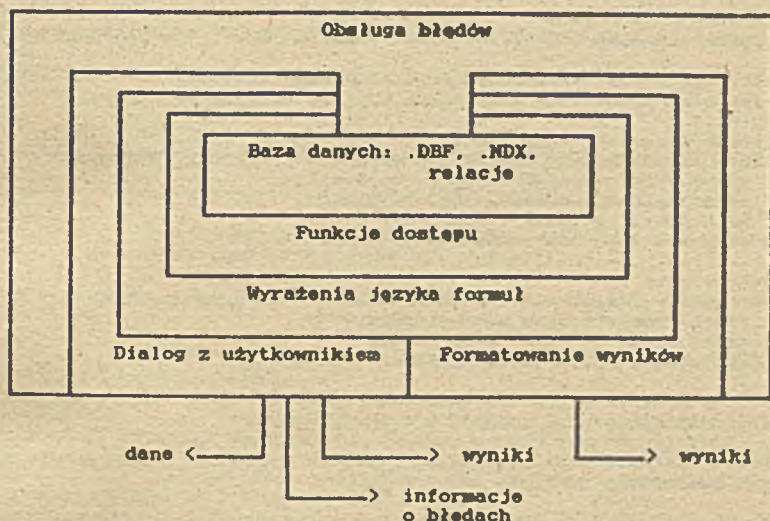 Obsługa błędów
Baza danych: .DBF, .NDX,
relacje
Funkcje dostępu
Wyrażenia języka formuł
Dialog z użytkownikiem
Formatowanie wyników
dane <
> wyniki
> wyniki
> informacje
o błędach